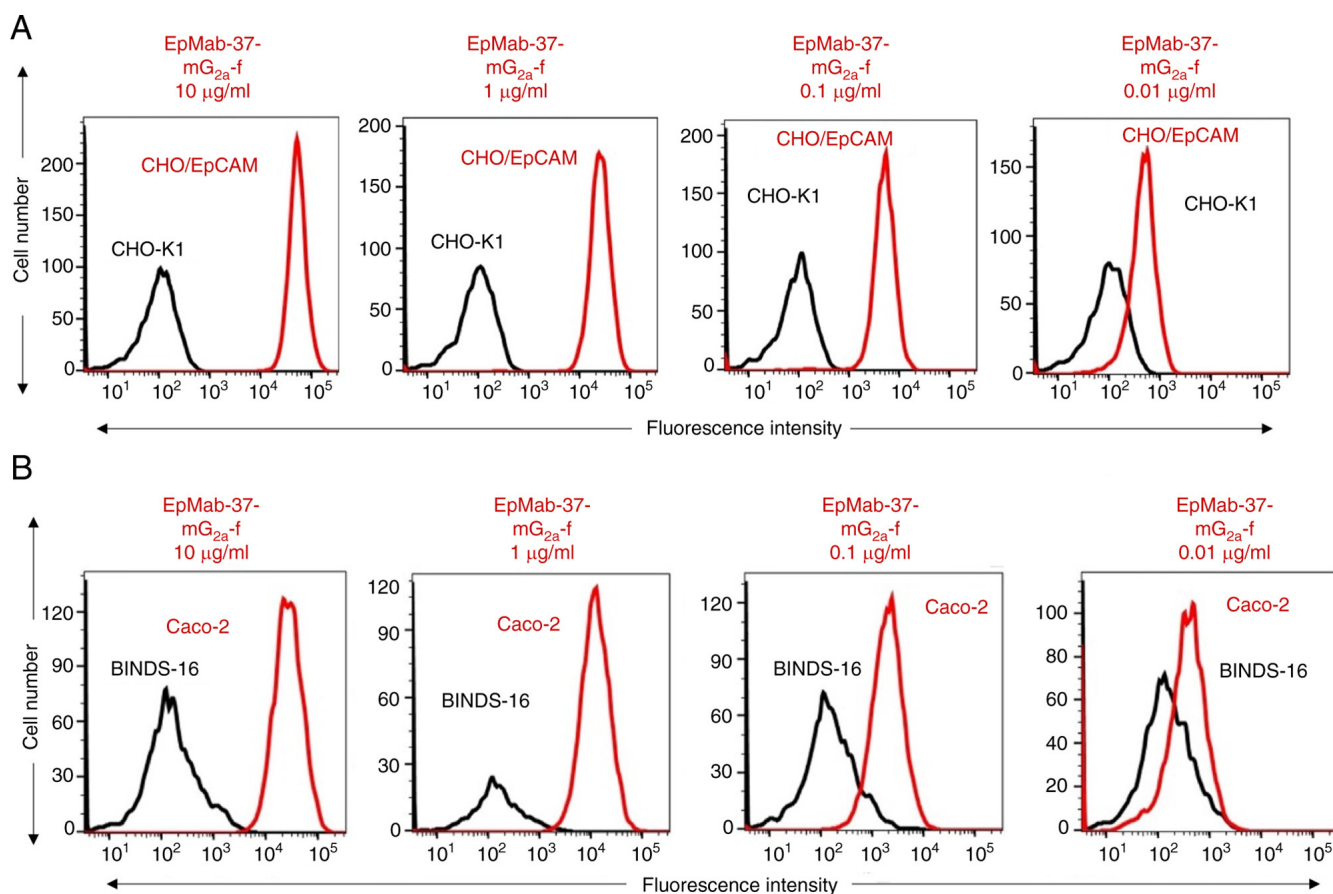 A
EpMab-37-
mG2a-f
10 μg/ml
EpMab-37-
mG2a-f
1 μg/ml
EpMab-37-
mG2a-f
0.1 μg/ml
EpMab-37-
mG2a-f
0.01 μg/ml
Cell number
200
150
100
50
0
CHO/EpCAM
CHO-K1
10¹ 10² 10³ 10⁴ 10⁵
200
150
100
50
0
CHO/EpCAM
CHO-K1
10¹ 10² 10³ 10⁴ 10⁵
200
150
100
50
0
CHO/EpCAM
CHO-K1
10¹ 10² 10³ 10⁴ 10⁵
150
100
50
0
CHO/EpCAM
CHO-K1
10¹ 10² 10³ 10⁴ 10⁵
Fluorescence intensity
B
EpMab-37-
mG2a-f
10 μg/ml
EpMab-37-
mG2a-f
1 μg/ml
EpMab-37-
mG2a-f
0.1 μg/ml
EpMab-37-
mG2a-f
0.01 μg/ml
Cell number
120
90
60
30
0
Caco-2
BINDS-16
10¹ 10² 10³ 10⁴ 10⁵
120
90
60
30
0
Caco-2
BINDS-16
10¹ 10² 10³ 10⁴ 10⁵
120
90
60
30
0
Caco-2
BINDS-16
10¹ 10² 10³ 10⁴ 10⁵
100
80
60
40
20
0
Caco-2
BINDS-16
10¹ 10² 10³ 10⁴ 10⁵
Fluorescence intensity